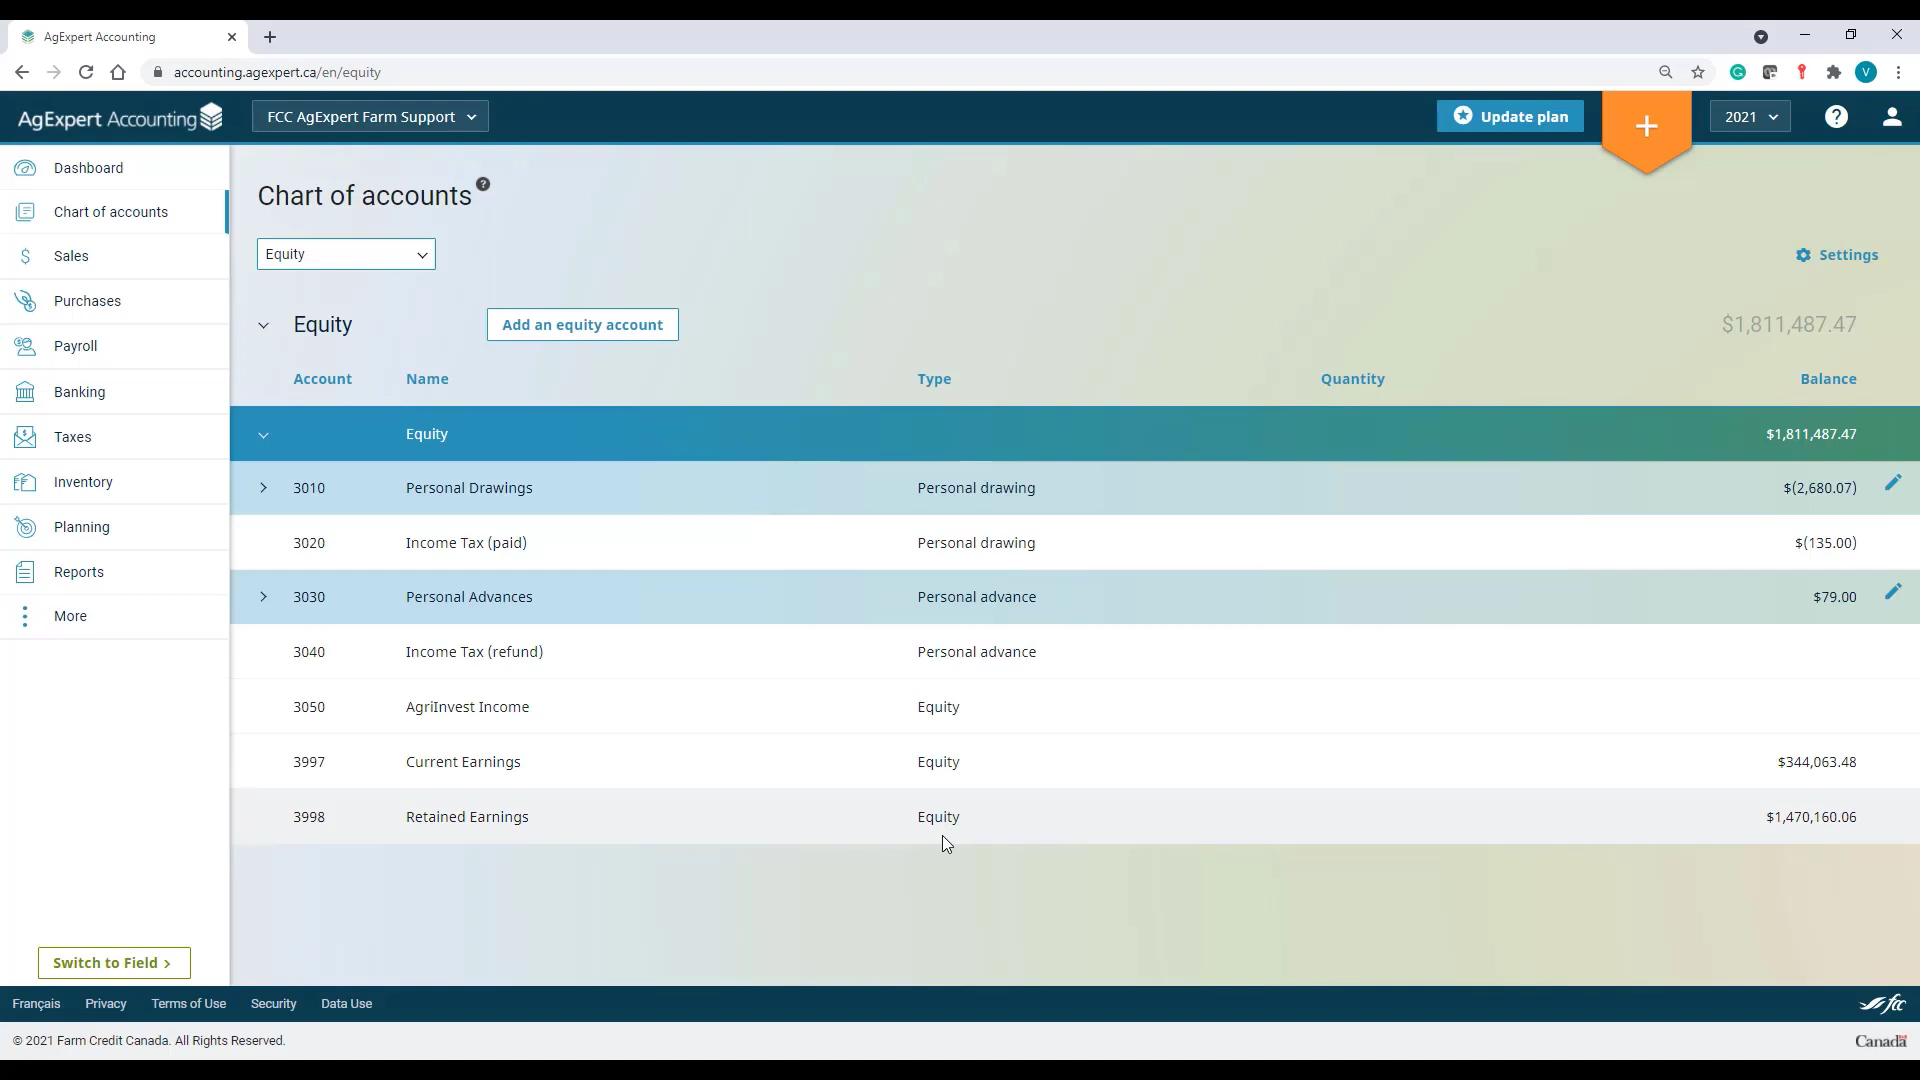 AgExpert Accounting
accounting.agexpert.ca/en/equity
V
AgExpert Accounting
FCC AgExpert Farm Support
Update plan
+
2021
?
Dashboard
Chart of accounts
Sales
Purchases
Payroll
Banking
Taxes
Inventory
Planning
Reports
More
Switch to Field >
Chart of accounts ?
Equity
Settings
Equity
Add an equity account
$1,811,487.47
Account Name Type Quantity Balance
Equity $1,811,487.47
3010 Personal Drawings Personal drawing $(2,680.07)
3020 Income Tax (paid) Personal drawing $(135.00)
3030 Personal Advances Personal advance $79.00
3040 Income Tax (refund) Personal advance
3050 AgriInvest Income Equity
3997 Current Earnings Equity $344,063.48
3998 Retained Earnings Equity $1,470,160.06
Français Privacy Terms of Use Security Data Use
fcc
© 2021 Farm Credit Canada. All Rights Reserved.
Canada